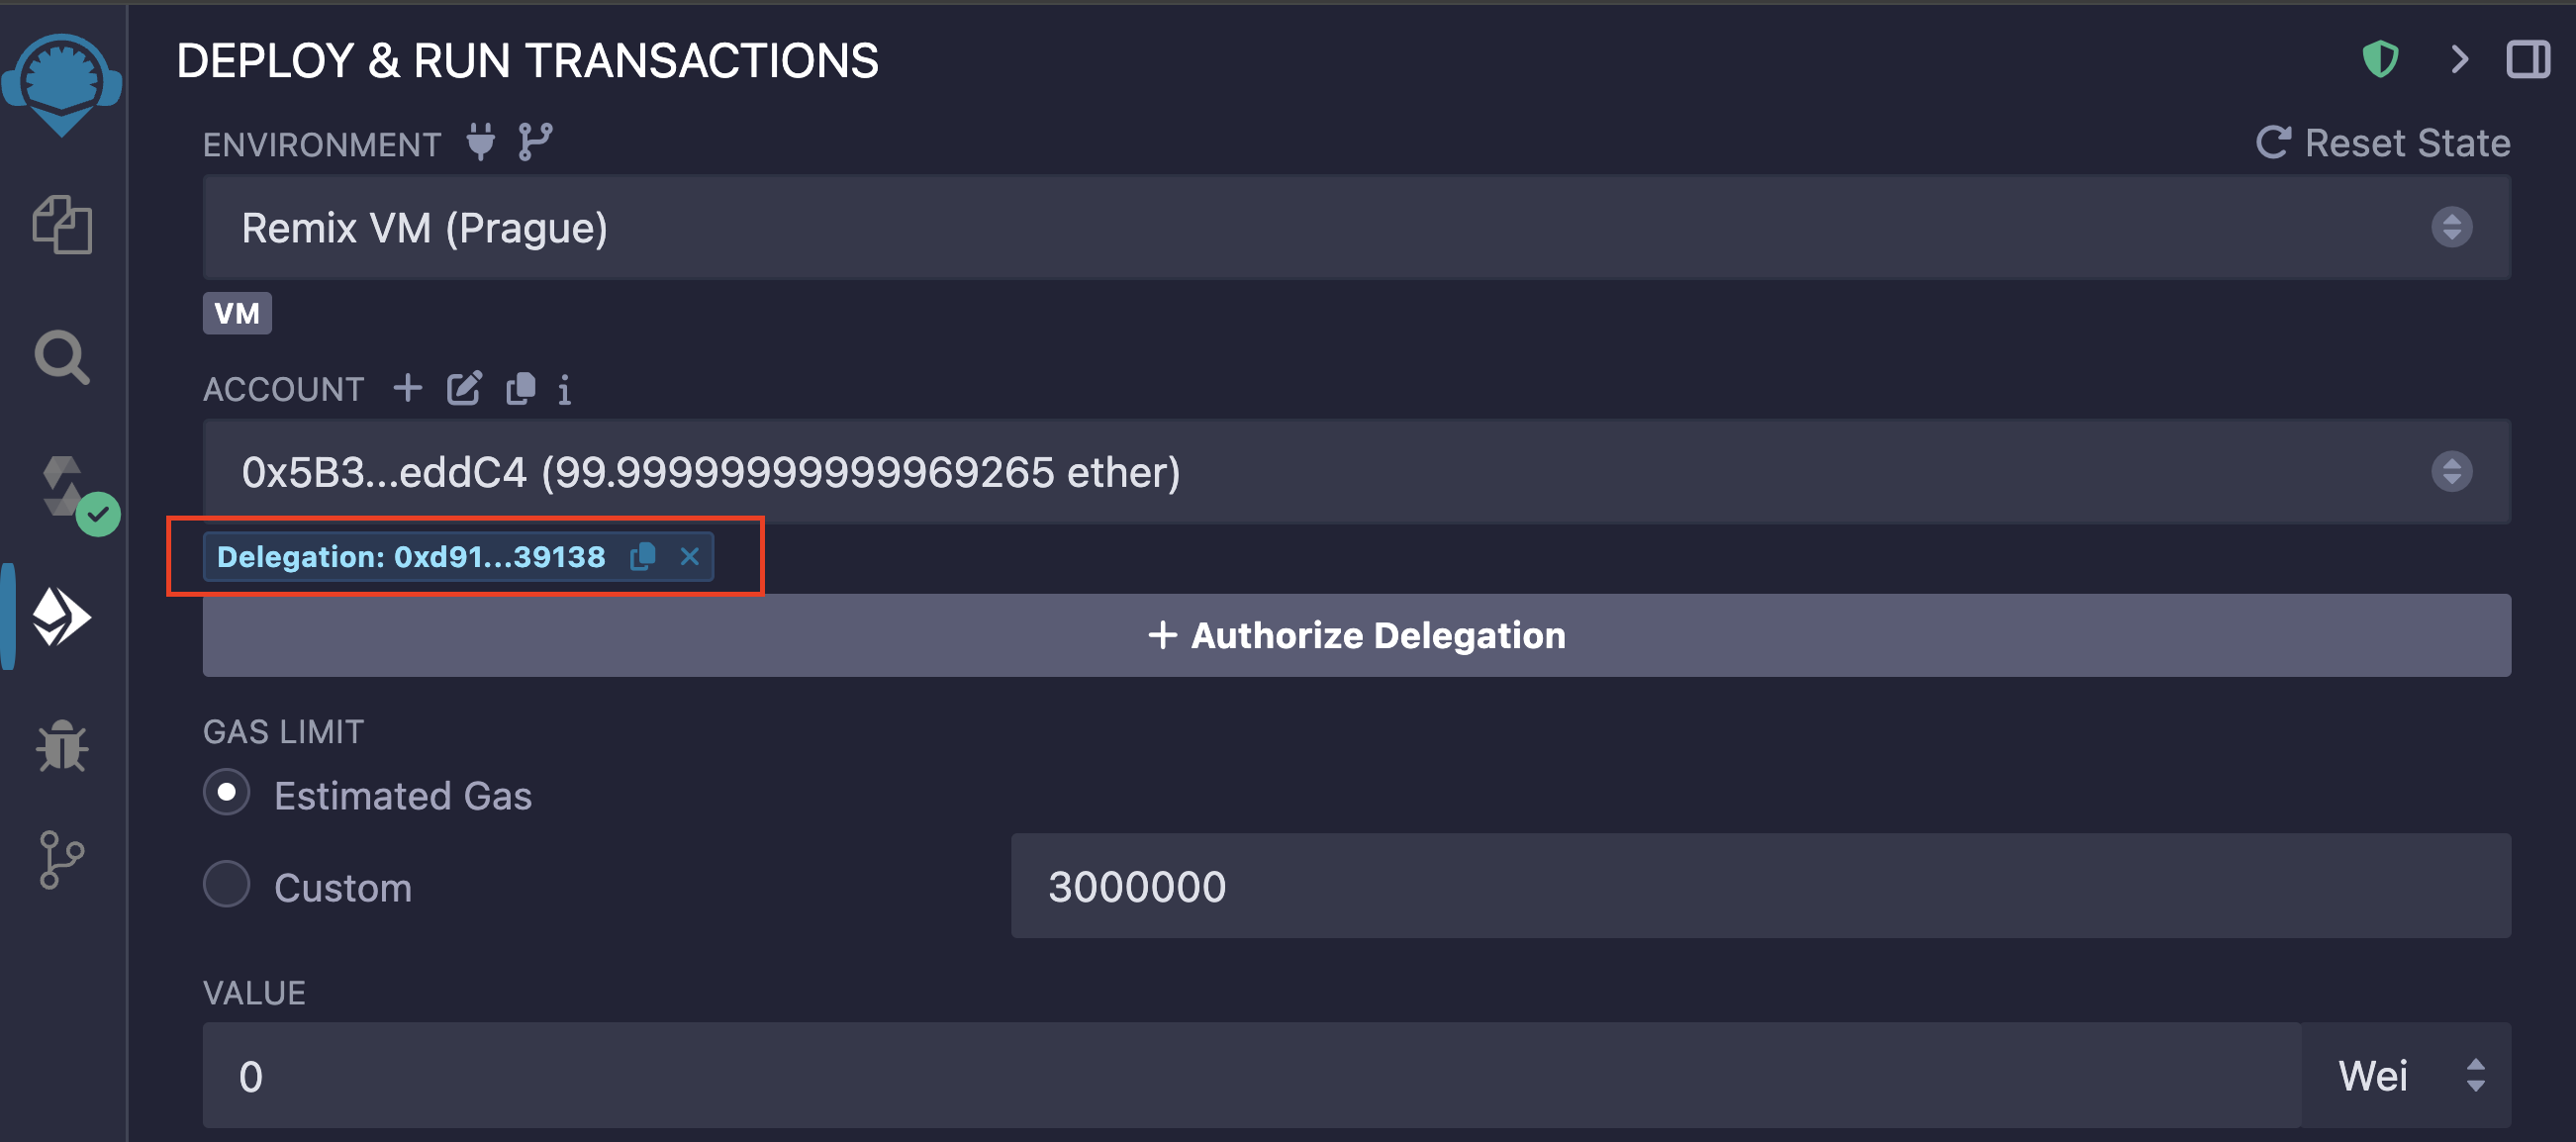 DEPLOY & RUN TRANSACTIONS
ENVIRONMENT
Reset State
Remix VM (Prague)
VM
ACCOUNT
0x5B3...eddC4 (99.99999999999969265 ether)
Delegation: 0xd91...39138
Authorize Delegation
GAS LIMIT
Estimated Gas
Custom
3000000
VALUE
0
Wei